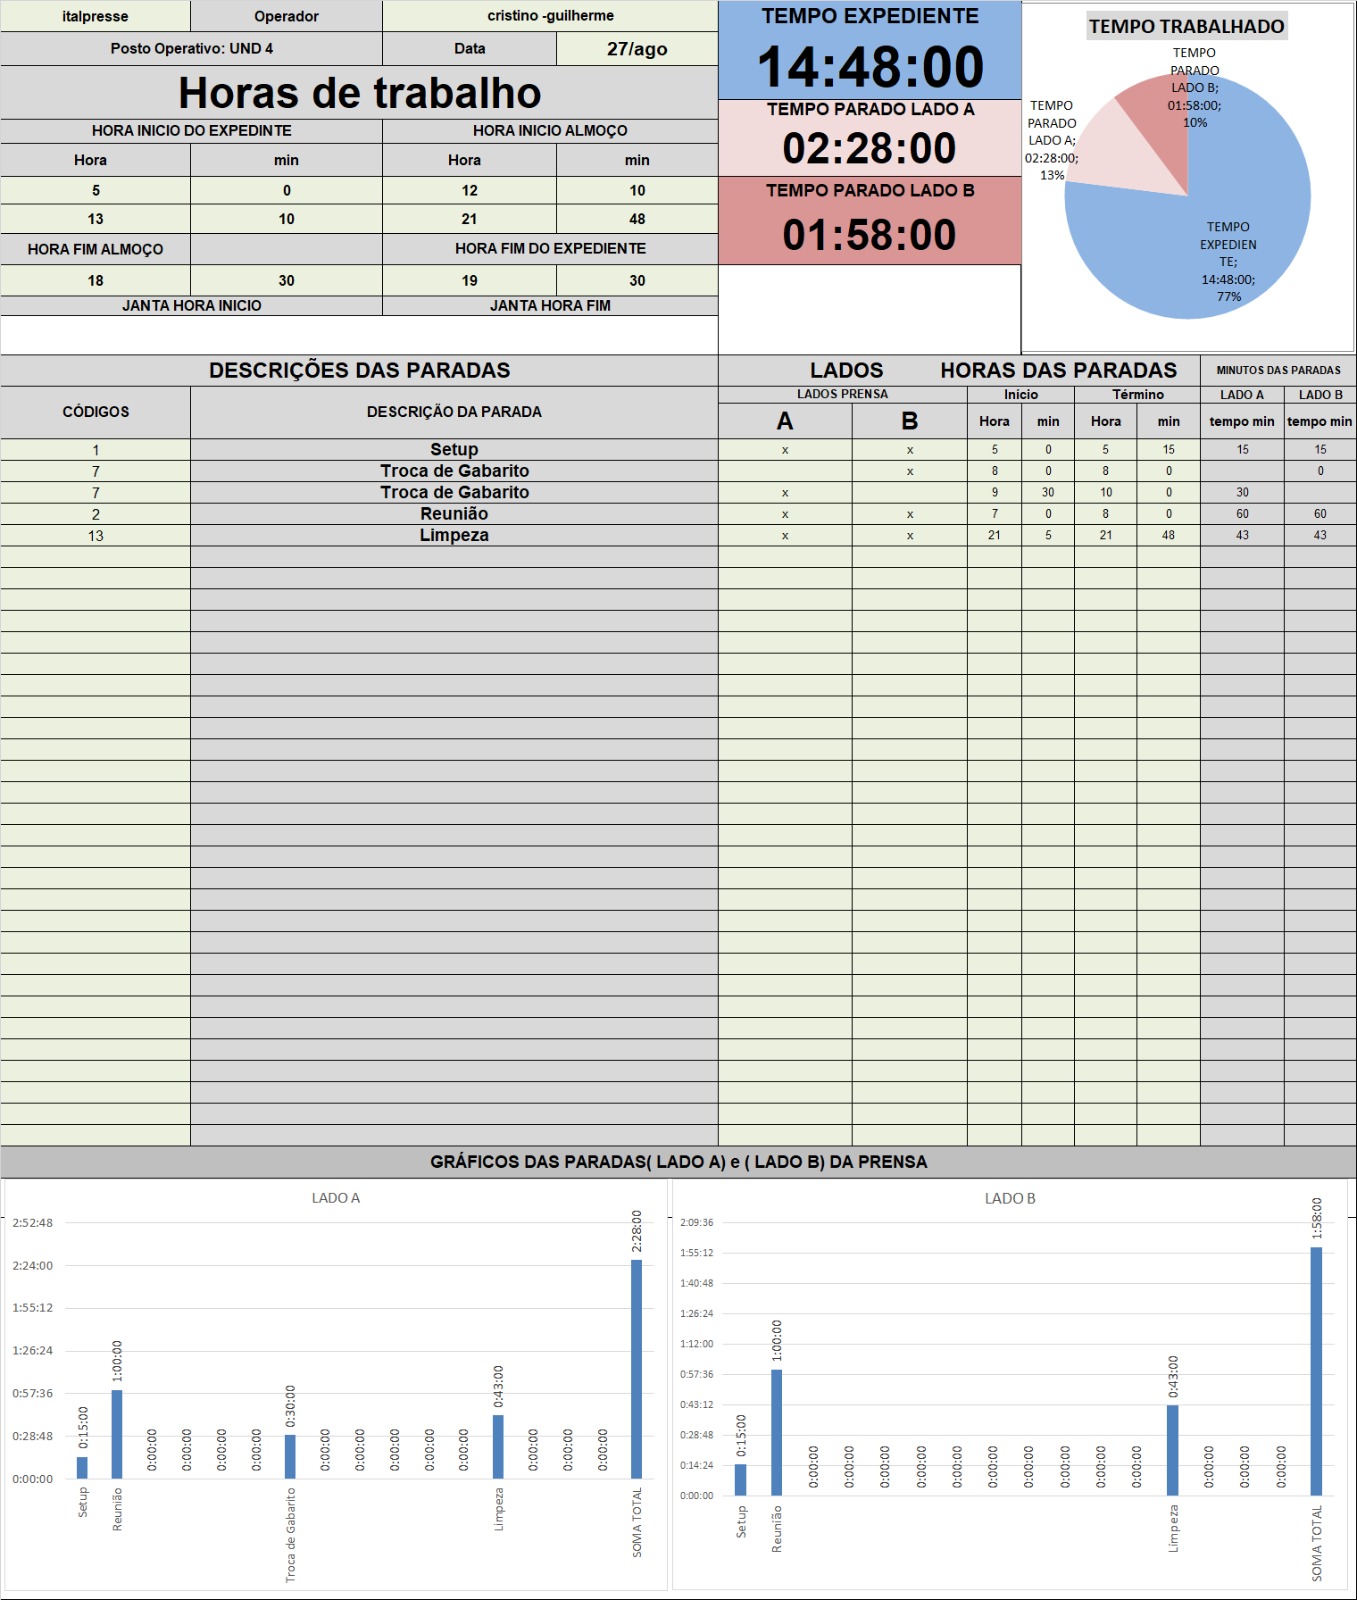 italpresse Operador cristino -guilherme
Posto Operativo: UND 4 Data 27/ago
Horas de trabalho
HORA INICIO DO EXPEDINTE HORA INICIO ALMOÇO
Hora min Hora min
5 0 12 10
13 10 21 48
HORA FIM ALMOÇO HORA FIM DO EXPEDIENTE
18 30 19 30
JANTA HORA INICIO JANTA HORA FIM
TEMPO EXPEDIENTE
14:48:00
TEMPO PARADO LADO A
02:28:00
TEMPO PARADO LADO B
01:58:00
TEMPO TRABALHADO
TEMPO
PARADO
LADO B;
01:58:00;
10%
TEMPO
PARADO
LADO A;
02:28:00;
13%
TEMPO
EXPEDIEN
TE;
14:48:00;
77%
DESCRIÇÕES DAS PARADAS LADOS HORAS DAS PARADAS MINUTOS DAS PARADAS
CÓDIGOS DESCRIÇÃO DA PARADA LADOS PRENSA Início Término LADO A LADO B
A B Hora min Hora min tempo min tempo min
1 Setup x x 5 0 5 15 15 15
7 Troca de Gabarito x 8 0 8 0 0
7 Troca de Gabarito x 9 30 10 0 30
2 Reunião x x 7 0 8 0 60 60
13 Limpeza x x 21 5 21 48 43 43
GRÁFICOS DAS PARADAS( LADO A) e ( LADO B) DA PRENSA
LADO A
2:52:48
2:24:00
1:55:12
1:26:24
0:57:36
0:28:48
0:00:00
0:15:00 1:00:00 0:00:00 0:00:00 0:00:00 0:00:00 0:30:00 0:00:00 0:00:00 0:00:00 0:00:00 0:00:00 0:43:00 0:00:00 0:00:00 0:00:00 2:28:00
Setup Reunião Troca de Gabarito Limpeza SOMA TOTAL
LADO B
2:09:36
1:55:12
1:40:48
1:26:24
1:12:00
0:57:36
0:43:12
0:28:48
0:14:24
0:00:00
0:15:00 1:00:00 0:00:00 0:00:00 0:00:00 0:00:00 0:00:00 0:00:00 0:00:00 0:00:00 0:00:00 0:00:00 0:43:00 0:00:00 0:00:00 0:00:00 1:58:00
Setup Reunião Limpeza SOMA TOTAL